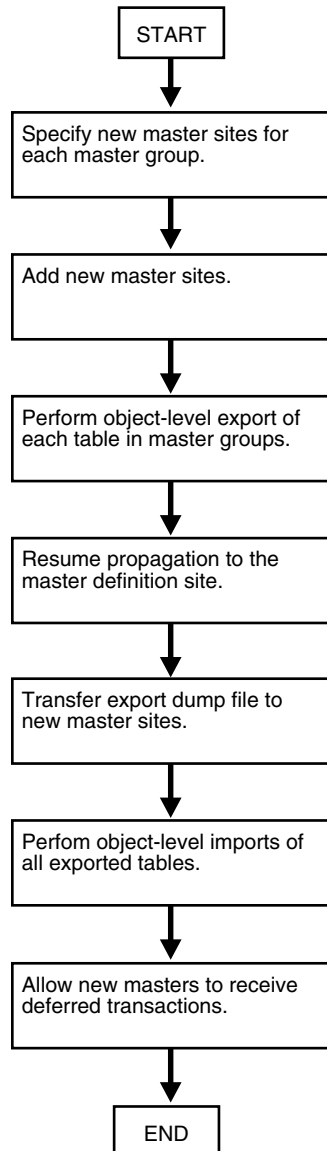 START
Specify new master sites for
each master group.
Add new master sites.
Perform object-level export of
each table in master groups.
Resume propagation to the
master definition site.
Transfer export dump file to
new master sites.
Perfom object-level imports of
all exported tables.
Allow new masters to receive
deferred transactions.
END